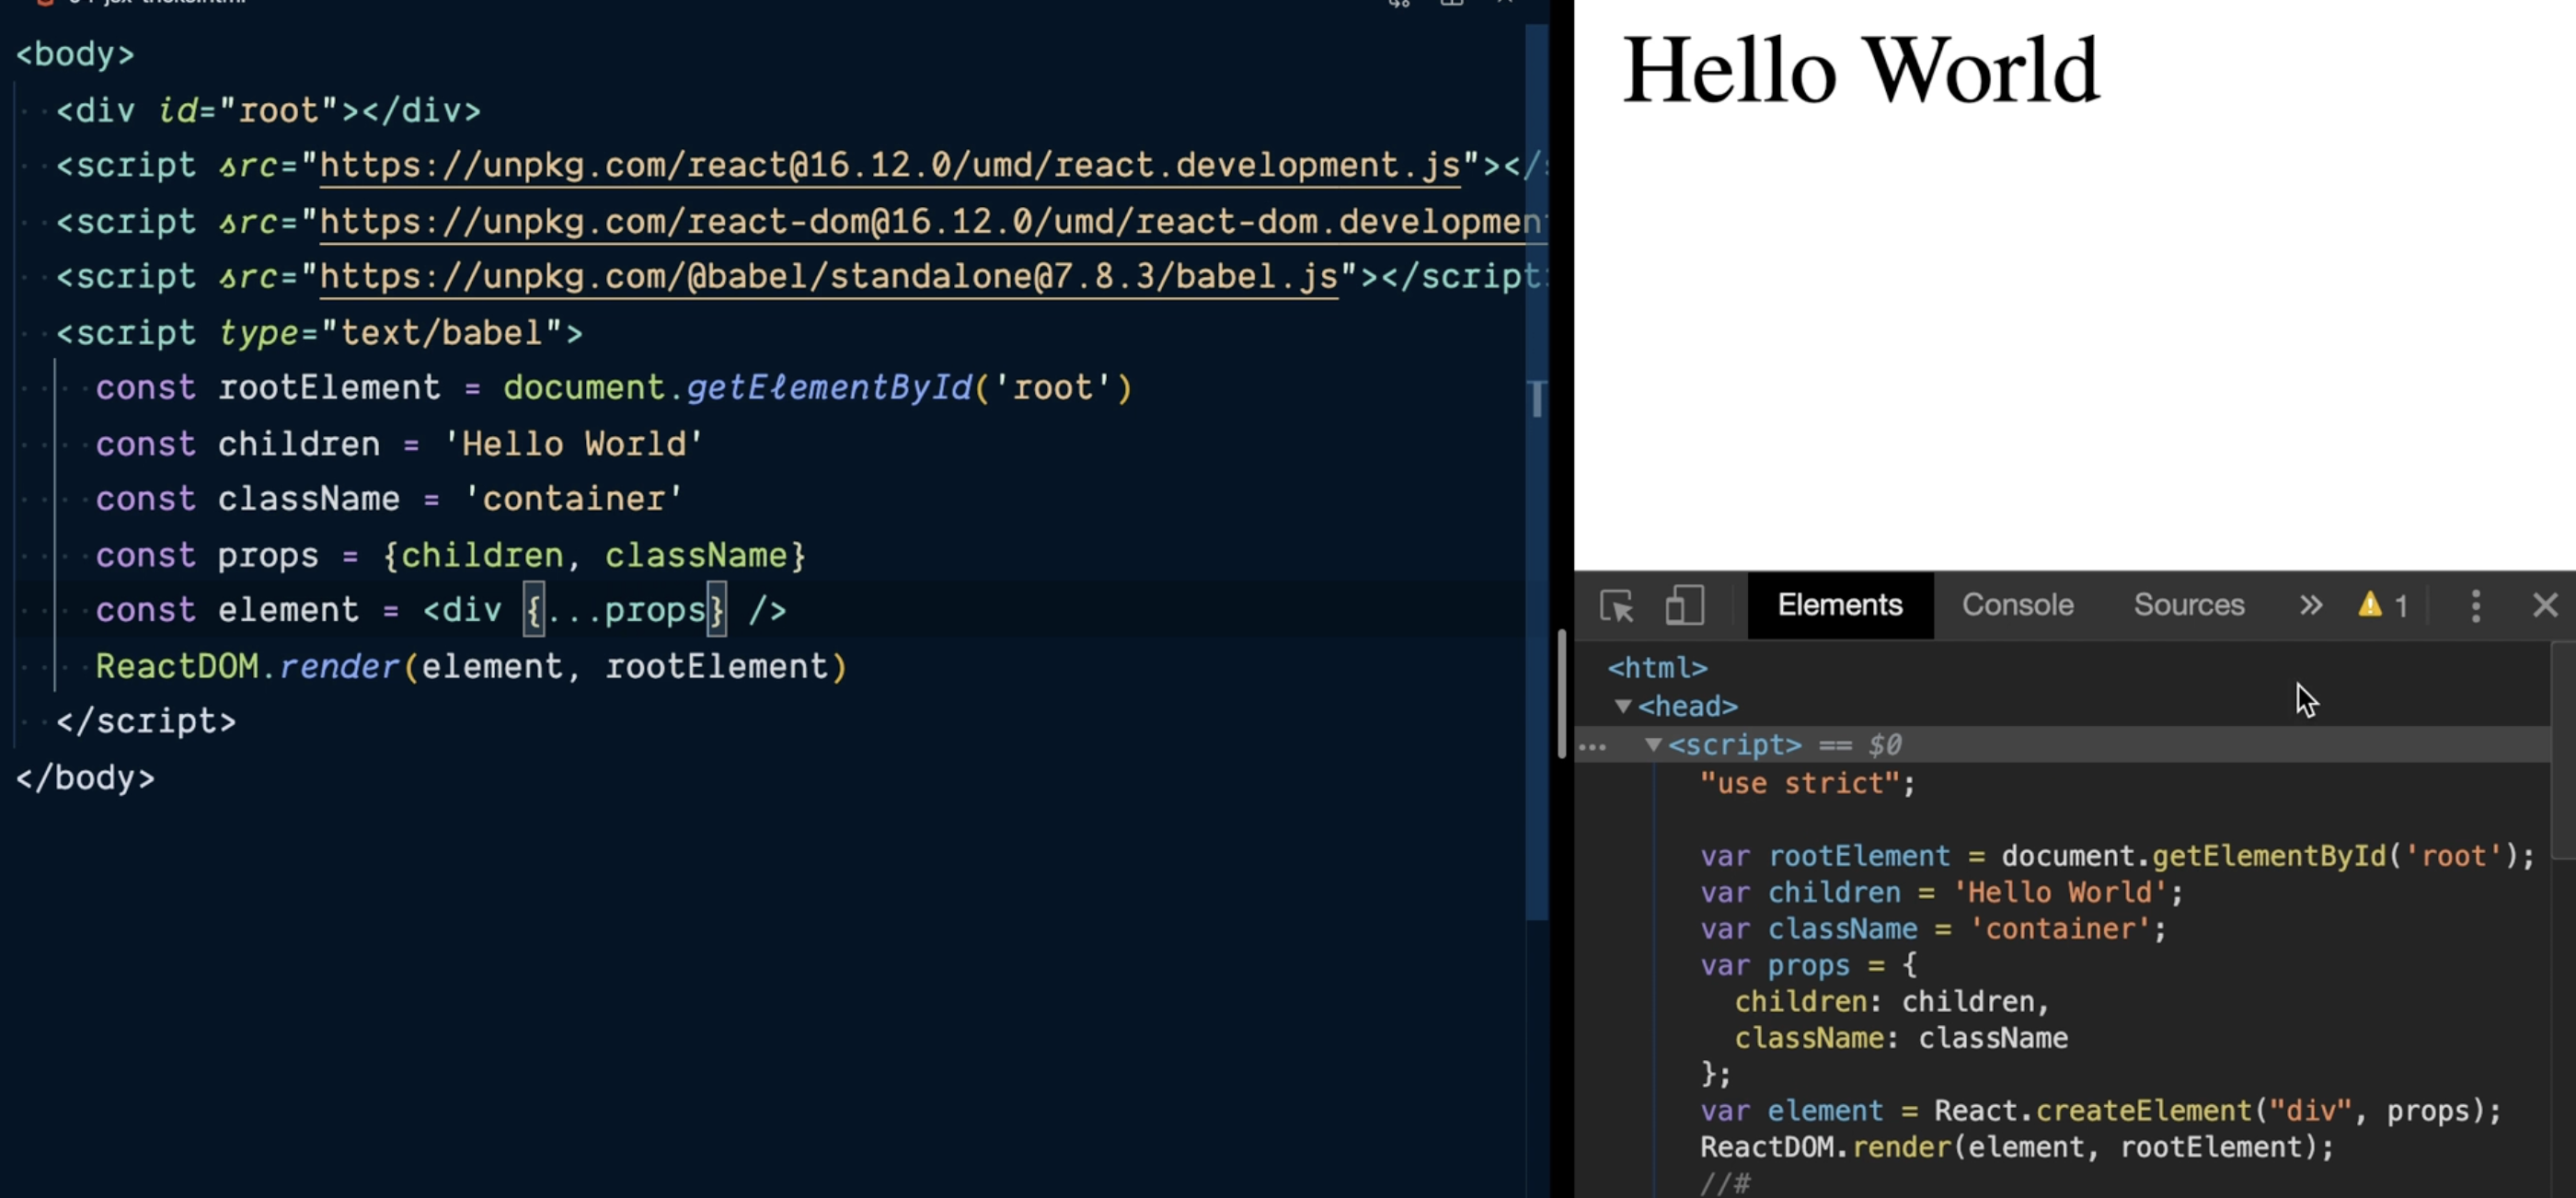 <body>
<div id="root"></div>
<script src="https://unpkg.com/react@16.12.0/umd/react.development.js"></
<script src="https://unpkg.com/react-dom@16.12.0/umd/react-dom.development
<script src="https://unpkg.com/@babel/standalone@7.8.3/babel.js"></script>
<script type="text/babel">
const rootElement = document.getElementById('root')
const children = 'Hello World'
const className = 'container'
const props = {children, className}
const element = <div {...props} />
ReactDOM.render(element, rootElement)
</script>
</body>
Hello World
Elements Console Sources » 1
<html>
▼<head>
… ▼<script> == $0
"use strict";
var rootElement = document.getElementById('root');
var children = 'Hello World';
var className = 'container';
var props = {
children: children,
className: className
};
var element = React.createElement("div", props);
ReactDOM.render(element, rootElement);
//#